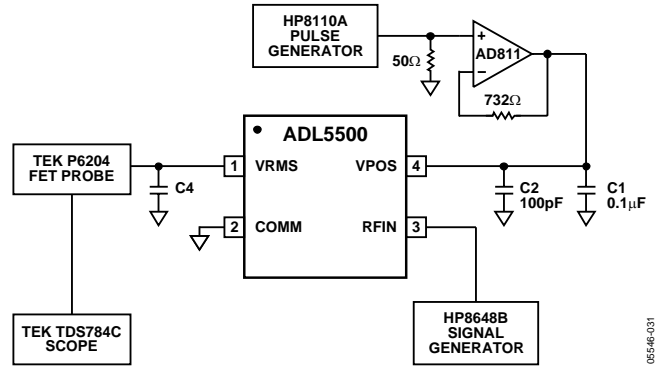 HP8110A
PULSE
GENERATOR
50Ω
+
AD811
–
732Ω
ADL5500
TEK P6204
FET PROBE
C4
1 VRMS
VPOS 4
C2
100pF
C1
0.1µF
2 COMM
RFIN 3
TEK TDS784C
SCOPE
HP8648B
SIGNAL
GENERATOR
05546-031